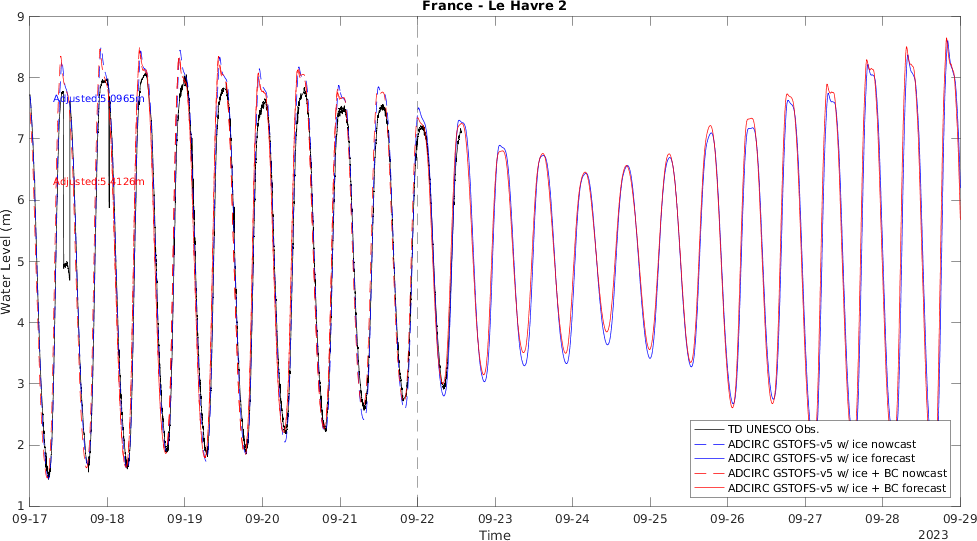 France - Le Havre 2
Water Level (m)
9
8
7
6
5
4
3
2
1
Adjusted:5.0965m
Adjusted:5.4126m
TD UNESCO Obs.
ADCIRC GSTOFS-v5 w/ ice nowcast
ADCIRC GSTOFS-v5 w/ ice forecast
ADCIRC GSTOFS-v5 w/ ice + BC nowcast
ADCIRC GSTOFS-v5 w/ ice + BC forecast
09-17 09-18 09-19 09-20 09-21 09-22 09-23 09-24 09-25 09-26 09-27 09-28 09-29
Time
2023